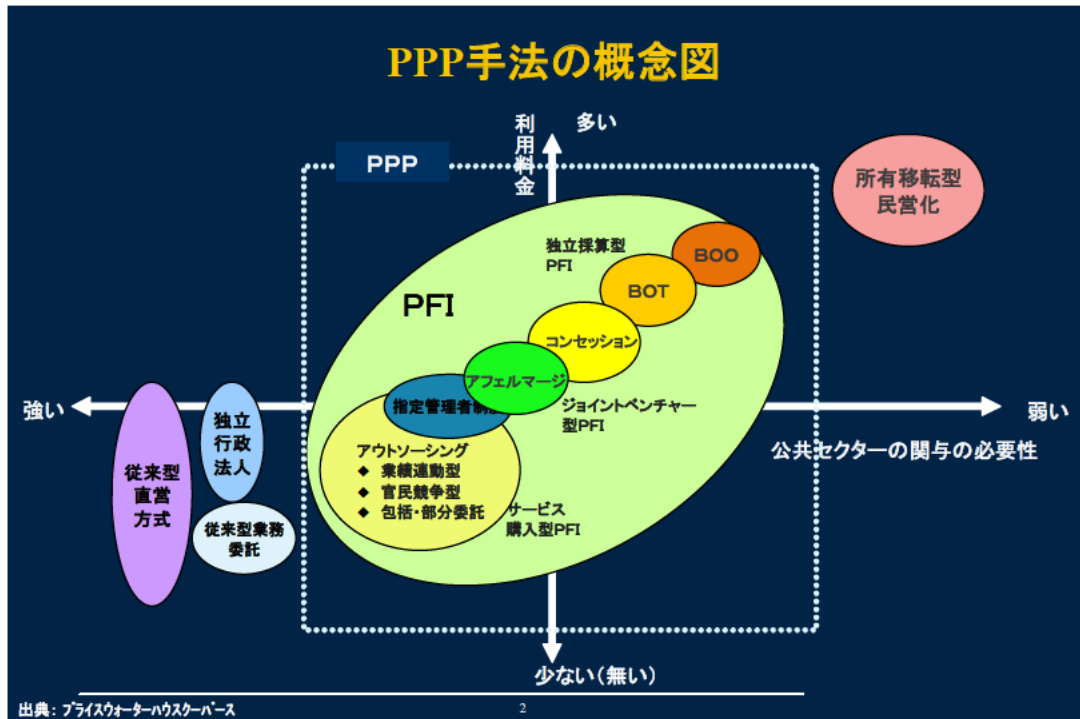 PPP手法の概念図
利用料金
多い
PPP
所有移転型
民営化
独立採算型
PFI
BOO
BOT
PFI
コンセッション
アフェルマージ
指定管理者制
ジョイントベンチャー
型PFI
強い
弱い
公共セクターの関与の必要性
独立
行政
法人
従来型
直営
方式
従来型業務
委託
アウトソーシング
◆ 業績連動型
◆ 官民競争型
◆ 包括・部分委託
サービス
購入型PFI
少ない(無い)
出典: プライスウォーターハウスクーパース
2